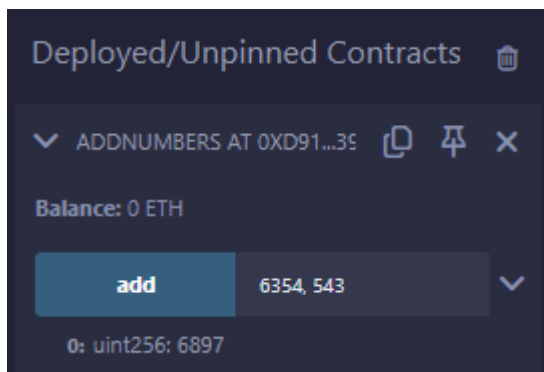 Deployed/Unpinned Contracts
ADDNUMBERS AT 0XD91...39
Balance: 0 ETH
add 6354, 543
0: uint256: 6897